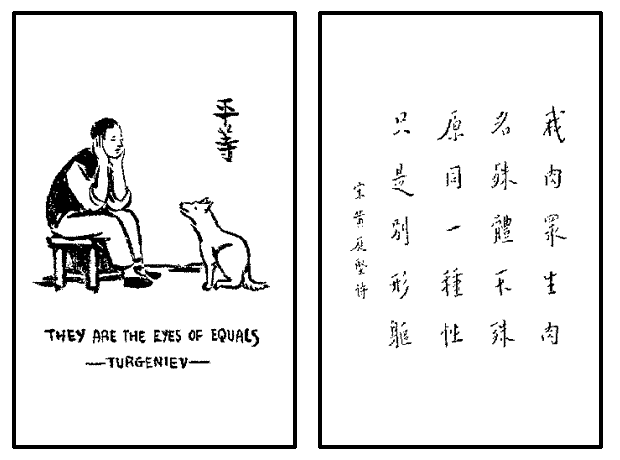 平等
THEY ARE THE EYES OF EQUALS
—TURGENIEV—
我肉眾生肉
名殊體不殊
原同一種性
只是別形軀
宋黃庭堅詩